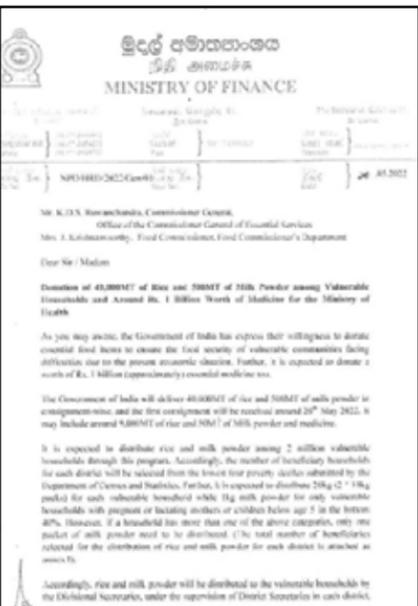 මුදල් අමාත්‍යාංශය
நிதி அமைச்சு
MINISTRY OF FINANCE
NPD/HRD/2022/Gen
.05.2022
Mr. K.D.S. Ruwanchandra, Commissioner General,
Office of the Commissioner General of Essential Services
Mrs. J. Krishnamoorthy, Food Commissioner, Food Commissioner's Department
Dear Sir / Madam
Donation of 40,000MT of Rice and 500MT of Milk Powder among Vulnerable
Households and Around Rs. 1 Billion Worth of Medicine for the Ministry of
Health
As you may aware, the Government of India has express their willingness to donate
essential food items to ensure the food security of vulnerable communities facing
difficulties due to the present economic situation. Further, it is expected to donate a
worth of Rs. 1 billion (approximately) essential medicine too.
The Government of India will deliver 40,000MT of rice and 500MT of milk powder in
consignment-wise, and the first consignment will be received around 20th May 2022. It
may include around 9,000MT of rice and 50MT of Milk powder and medicine.
It is expected to distribute rice and milk powder among 2 million vulnerable
households through this program. Accordingly, the number of beneficiary households
for each district will be selected from the lowest four poverty deciles submitted by the
Department of Census and Statistics. Further, it is expected to distribute 20kg (2 * 10kg
packs) for each vulnerable household while 1kg milk powder for only vulnerable
households with pregnant or lactating mothers or children below age 5 in the bottom
40%. However, if a household has more than one of the above categories, only one
packet of milk powder need to be distributed. (The total number of beneficiaries
selected for the distribution of rice and milk powder for each district is attached as
annex I).
Accordingly, rice and milk powder will be distributed to the vulnerable households by
the Divisional Secretaries, under the supervision of District Secretaries in each district.